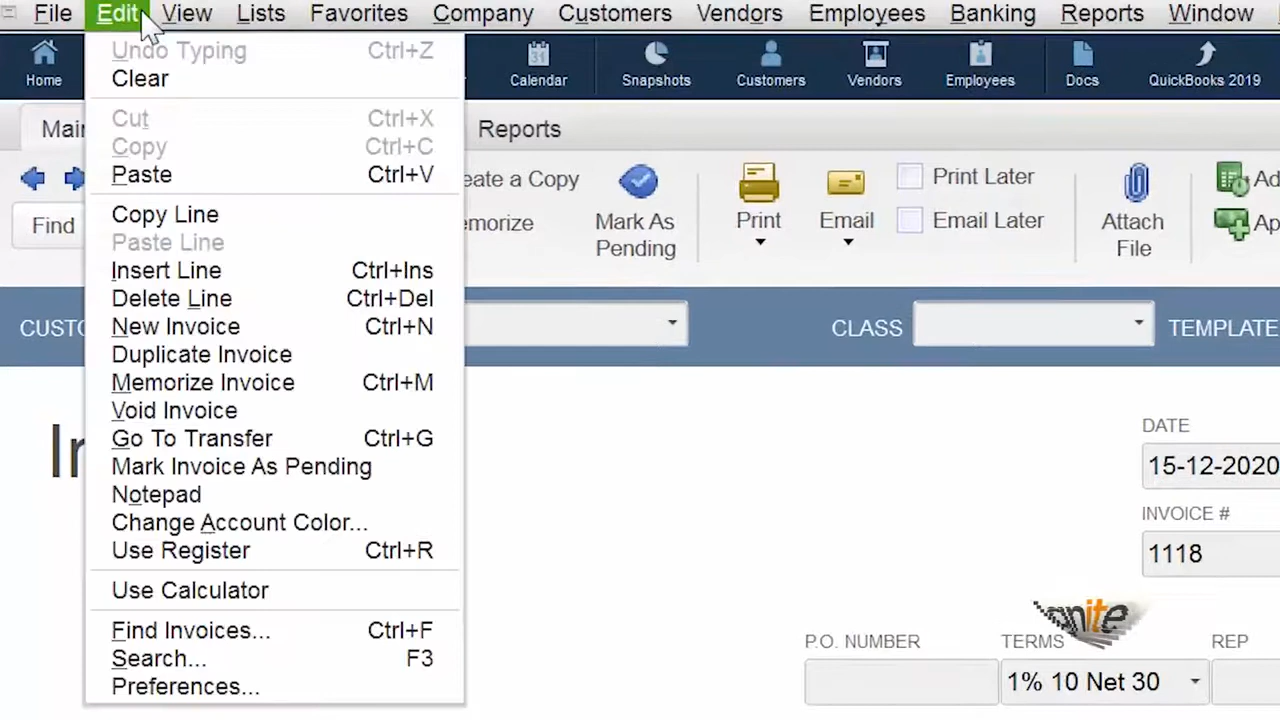 File Edit View Lists Favorites Company Customers Vendors Employees Banking Reports Window
Home Calendar Snapshots Customers Vendors Employees Docs QuickBooks 2019
Undo Typing Ctrl+Z
Clear
Cut Ctrl+X
Copy Ctrl+C
Paste Ctrl+V
Copy Line
Paste Line
Insert Line Ctrl+Ins
Delete Line Ctrl+Del
New Invoice Ctrl+N
Duplicate Invoice
Memorize Invoice Ctrl+M
Void Invoice
Go To Transfer Ctrl+G
Mark Invoice As Pending
Notepad
Change Account Color...
Use Register Ctrl+R
Use Calculator
Find Invoices... Ctrl+F
Search... F3
Preferences...
Reports
Find
a Copy
Mark As
Pending
Print
Email
Print Later
Email Later
Attach
File
CLASS
TEMPLATE
DATE
15-12-2020
INVOICE #
1118
P.O. NUMBER TERMS REP
1% 10 Net 30